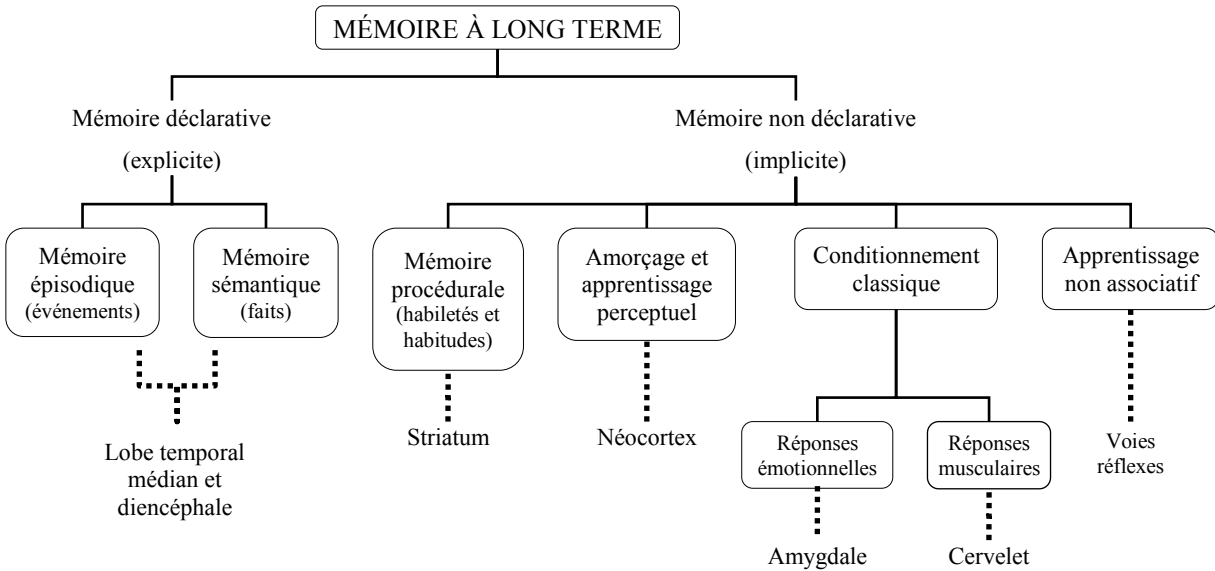 MÉMOIRE À LONG TERME
Mémoire déclarative
(explicite)
Mémoire non déclarative
(implicite)
Mémoire
épisodique
(événements)
Mémoire
sémantique
(faits)
Mémoire
procédurale
(habiletés et
habitudes)
Amorçage et
apprentissage
perceptuel
Conditionnement
classique
Apprentissage
non associatif
Lobe temporal
médian et
diencéphale
Striatum
Néocortex
Réponses
émotionnelles
Réponses
musculaires
Voies
réflexes
Amygdale
Cervelet